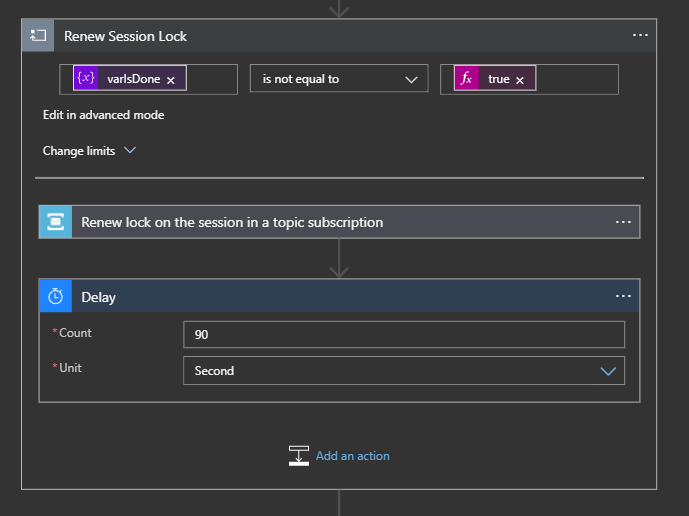 Renew Session Lock
{x} varIsDone × is not equal to fx true ×
Edit in advanced mode
Change limits
Renew lock on the session in a topic subscription
Delay
*Count 90
*Unit Second
Add an action